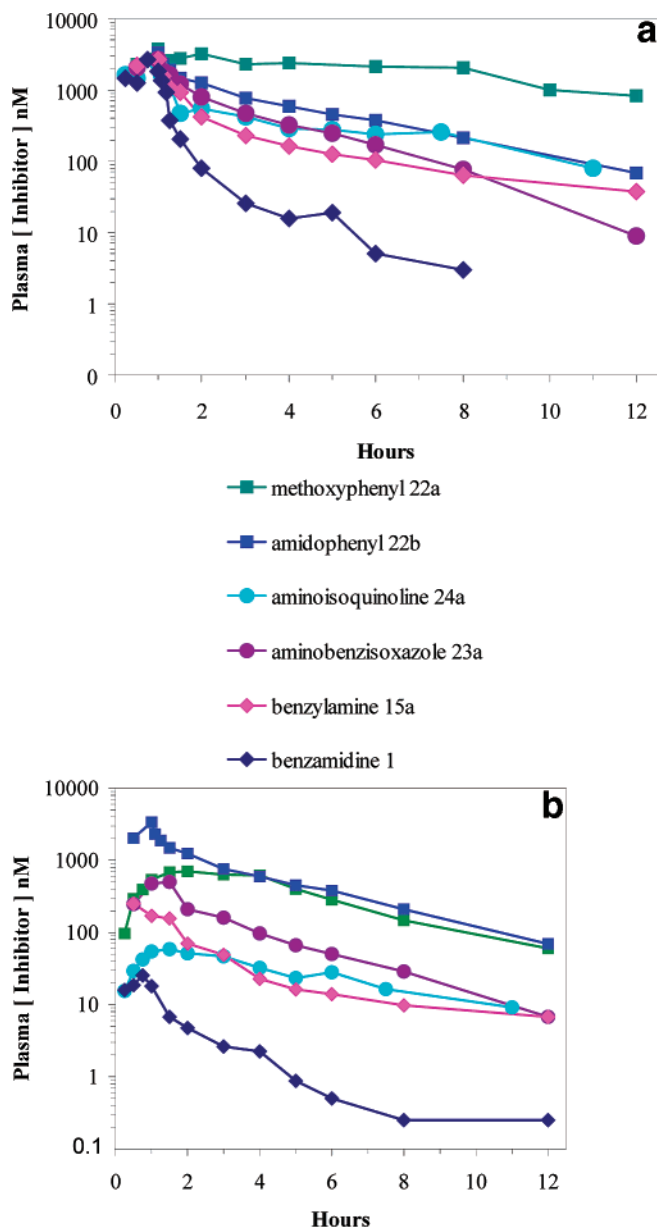 a
10000
1000
100
10
1
0
Plasma [ Inhibitor ] nM
0 2 4 6 8 10 12
Hours
methoxyphenyl 22a
amidophenyl 22b
aminoisoquinoline 24a
aminobenzisoxazole 23a
benzylamine 15a
benzamidine 1
b
10000
1000
100
10
1
0.1
Plasma [ Inhibitor ] nM
0 2 4 6 8 10 12
Hours